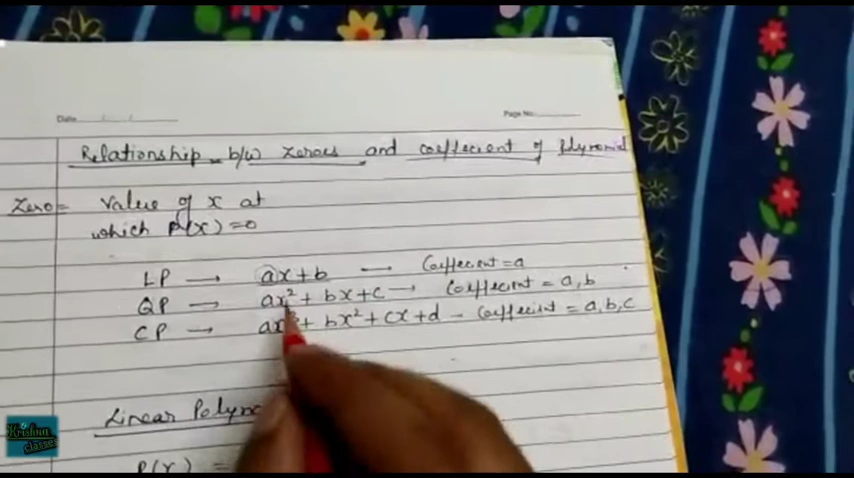 Date
Page No.
Relationship b/w zeroes and coefficient of Polynomial
Zero = Value of x at
which P(x) = 0
LP → ax + b — Coefficient = a
QP → ax² + bx + c → Coefficient = a, b
CP → ax³ + bx² + cx + d – coefficient = a, b, c
Linear
P(x) =
Krishna
classes